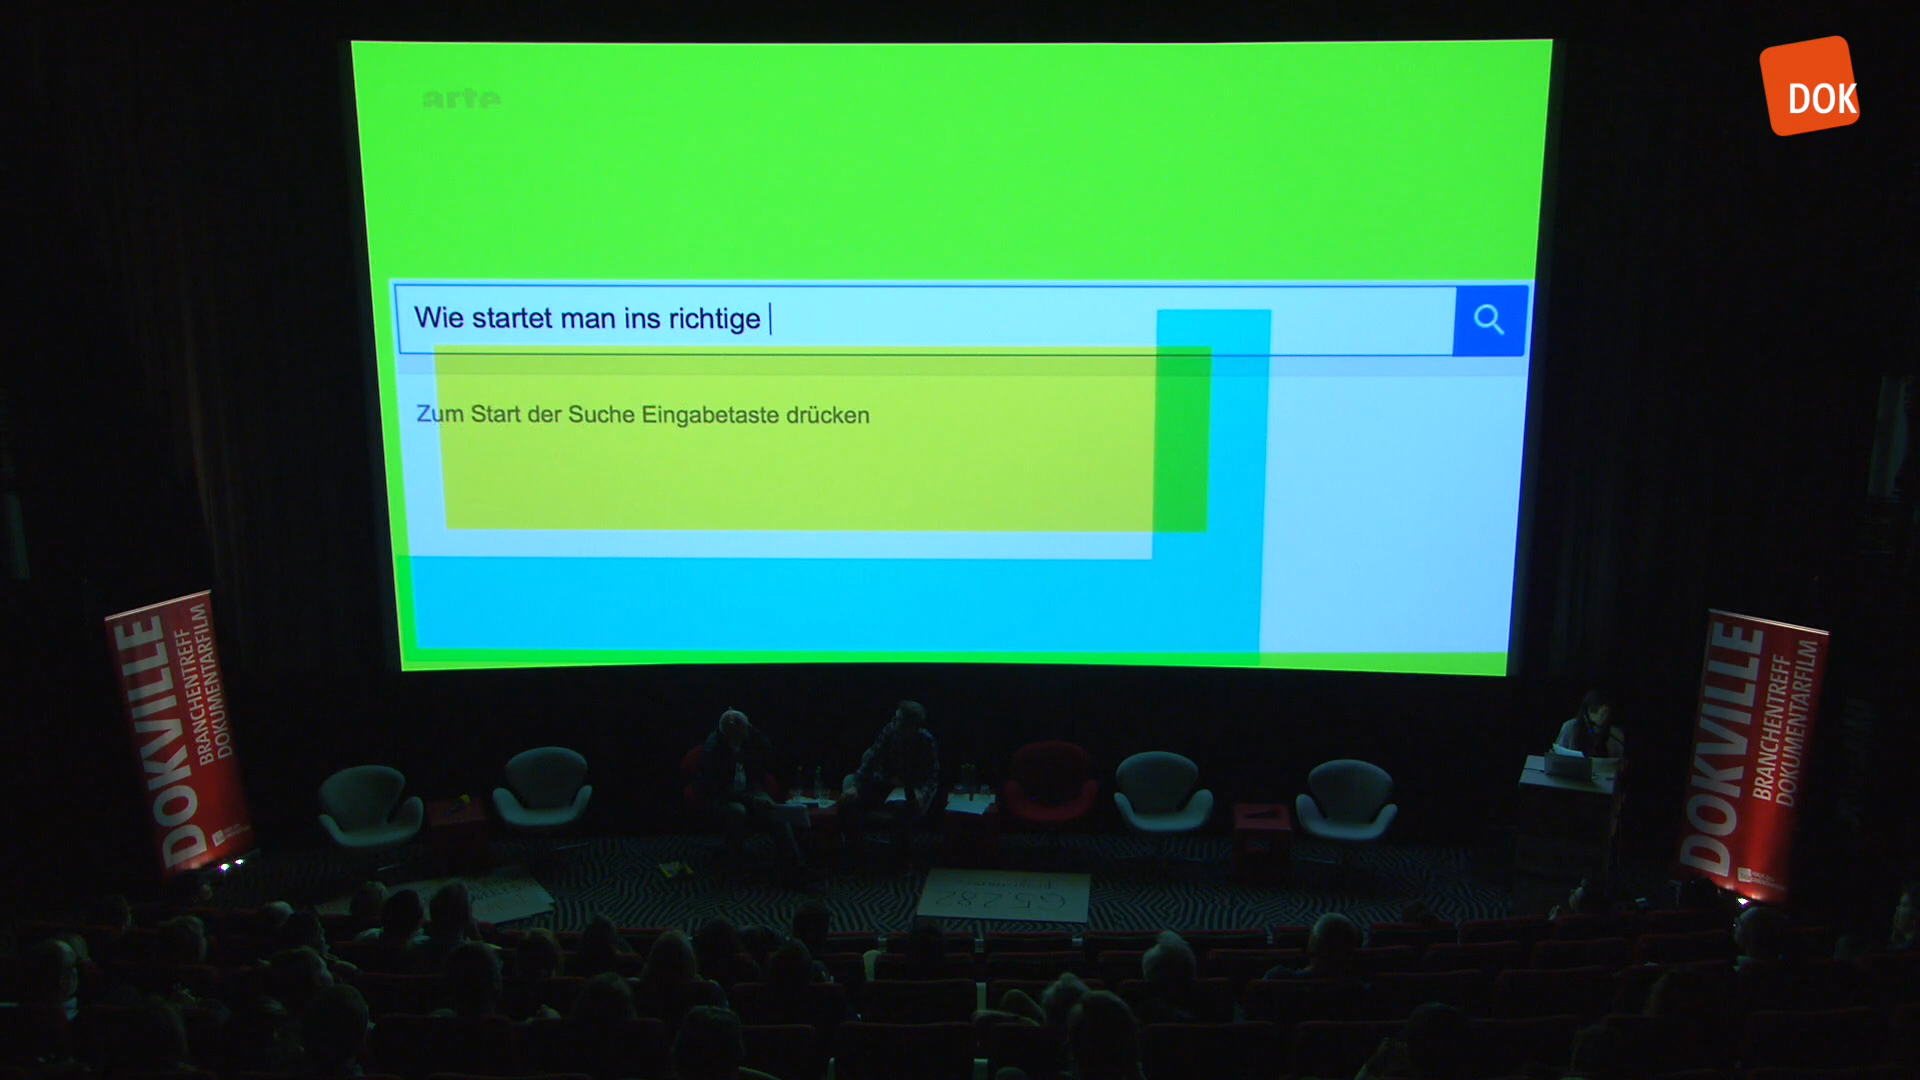 arte
DOK
Wie startet man ins richtige
Zum Start der Suche Eingabetaste drücken
DOKVILLE
BRANCHENTREFF
DOKUMENTARFILM
DOKVILLE
BRANCHENTREFF
DOKUMENTARFILM